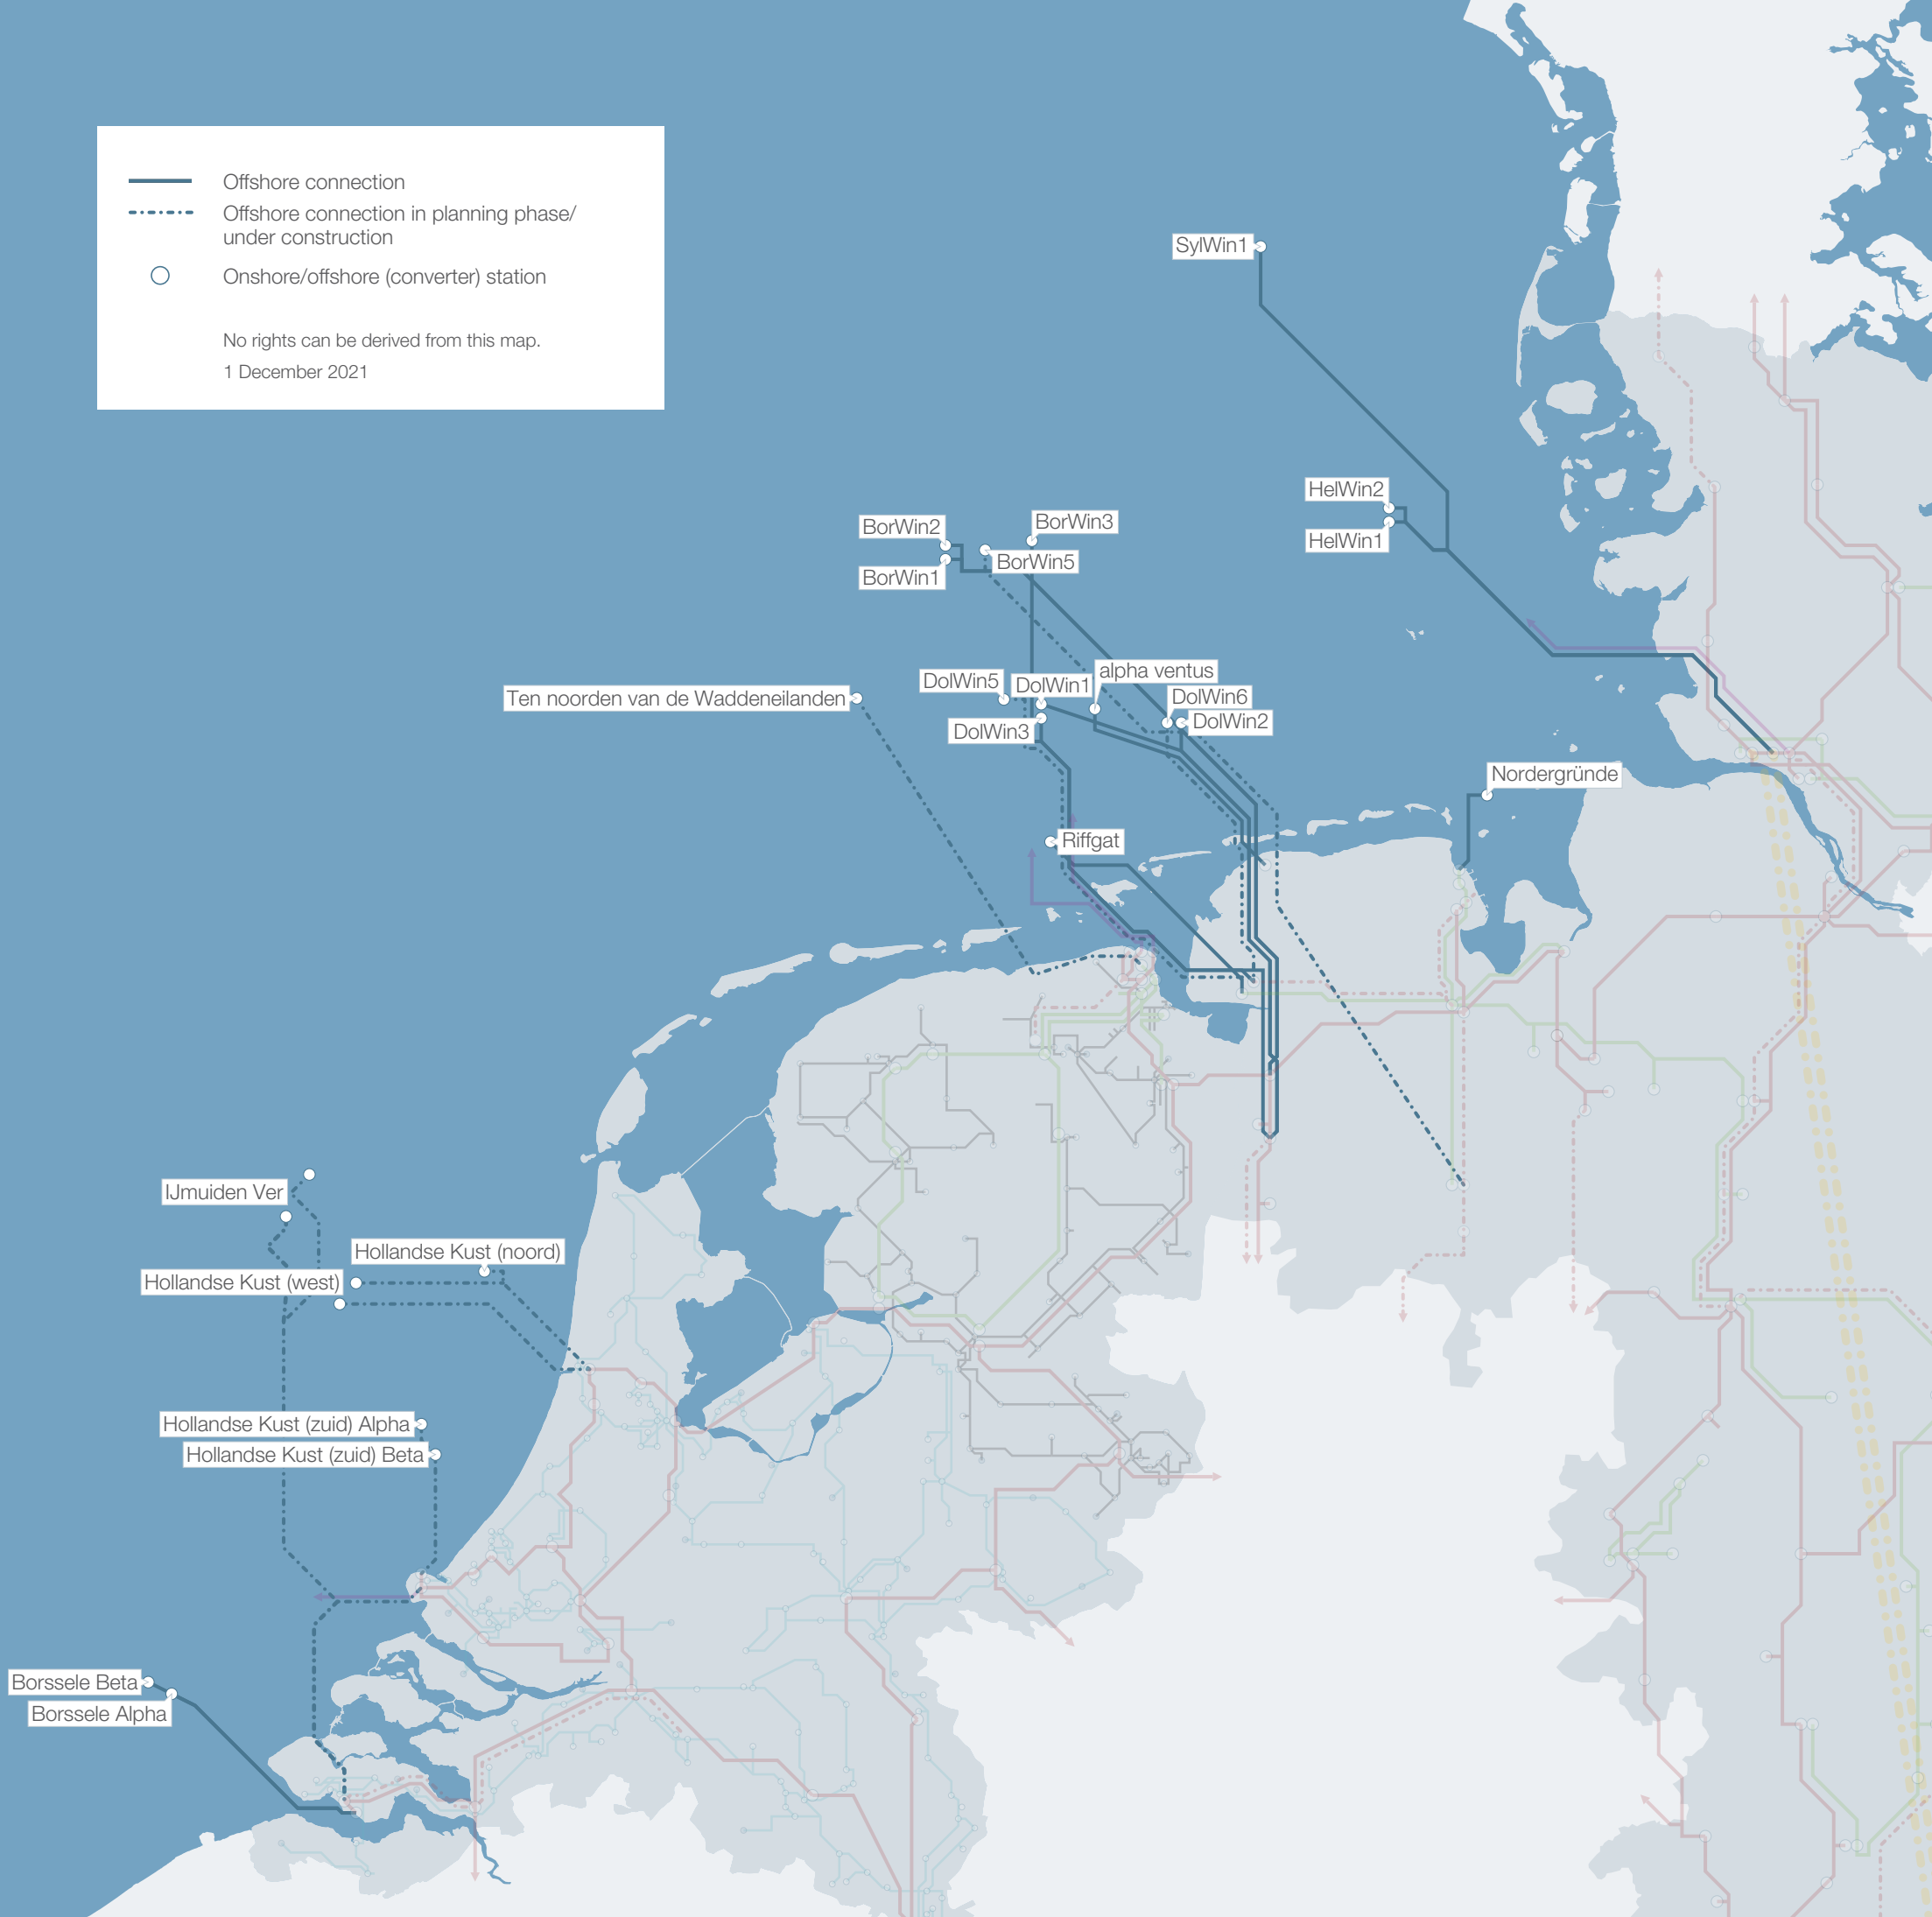 Offshore connection
Offshore connection in planning phase/
under construction
Onshore/offshore (converter) station
No rights can be derived from this map.
1 December 2021
SylWin1
HelWin2
HelWin1
BorWin3
BorWin2
BorWin5
BorWin1
alpha ventus
DolWin5
DolWin1
DolWin6
Ten noorden van de Waddeneilanden
DolWin2
DolWin3
Nordergründe
Riffgat
IJmuiden Ver
Hollandse Kust (noord)
Hollandse Kust (west)
Hollandse Kust (zuid) Alpha
Hollandse Kust (zuid) Beta
Borssele Beta
Borssele Alpha